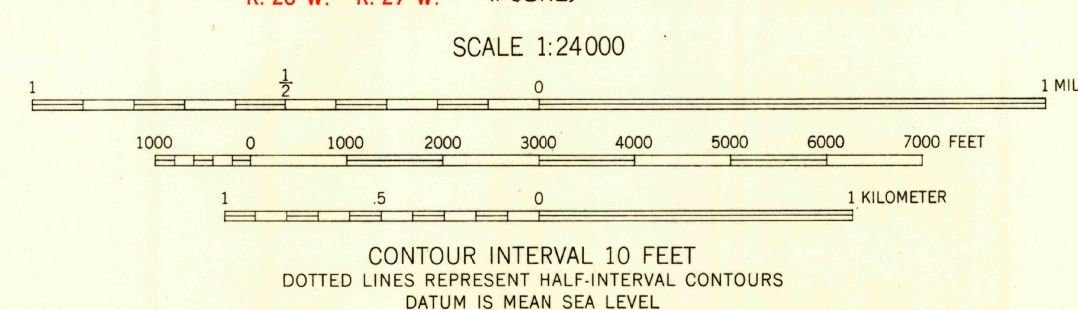 SCALE 1:24000
1 1/2 0 1 MIL
1000 0 1000 2000 3000 4000 5000 6000 7000 FEET
1 .5 0 1 KILOMETER
CONTOUR INTERVAL 10 FEET
DOTTED LINES REPRESENT HALF-INTERVAL CONTOURS
DATUM IS MEAN SEA LEVEL